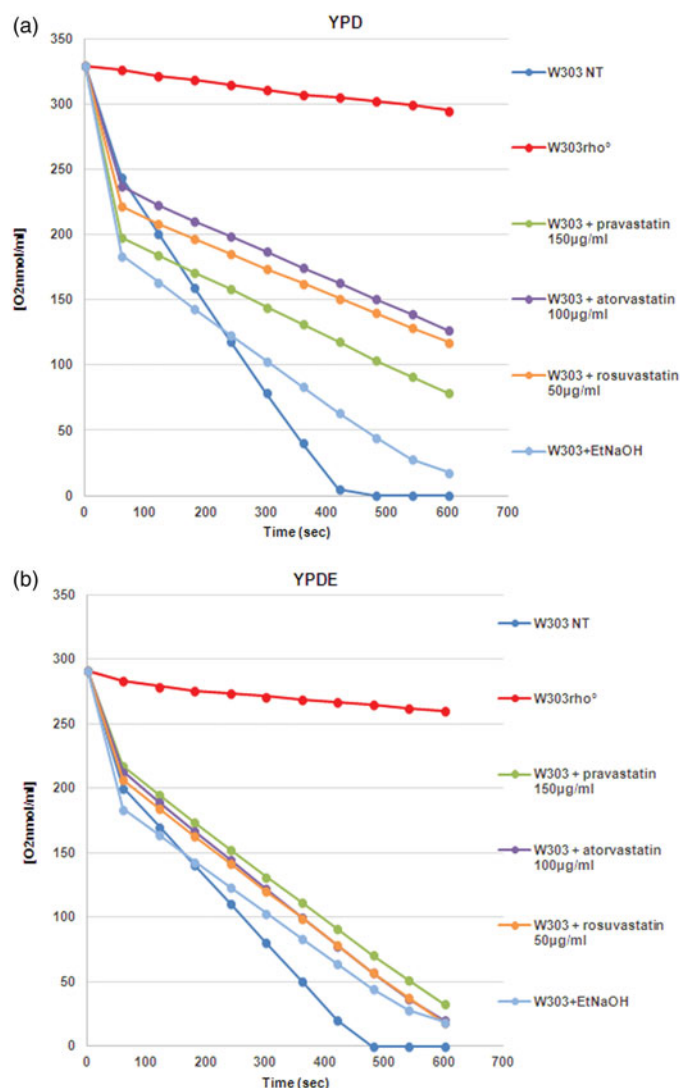 (a)
YPD
350
300
250
200
150
100
50
0
[O2nmol/ml]
0 100 200 300 400 500 600 700
Time (sec)
W303 NT
W303rho°
W303 + pravastatin
150µg/ml
W303 + atorvastatin
100µg/ml
W303 + rosuvastatin
50µg/ml
W303+EtNaOH
(b)
YPDE
350
300
250
200
150
100
50
0
[O2nmol/ml]
0 100 200 300 400 500 600 700
Time (sec)
W303 NT
W303rho°
W303 + pravastatin
150µg/ml
W303 + atorvastatin
100µg/ml
W303 + rosuvastatin
50µg/ml
W303+EtNaOH